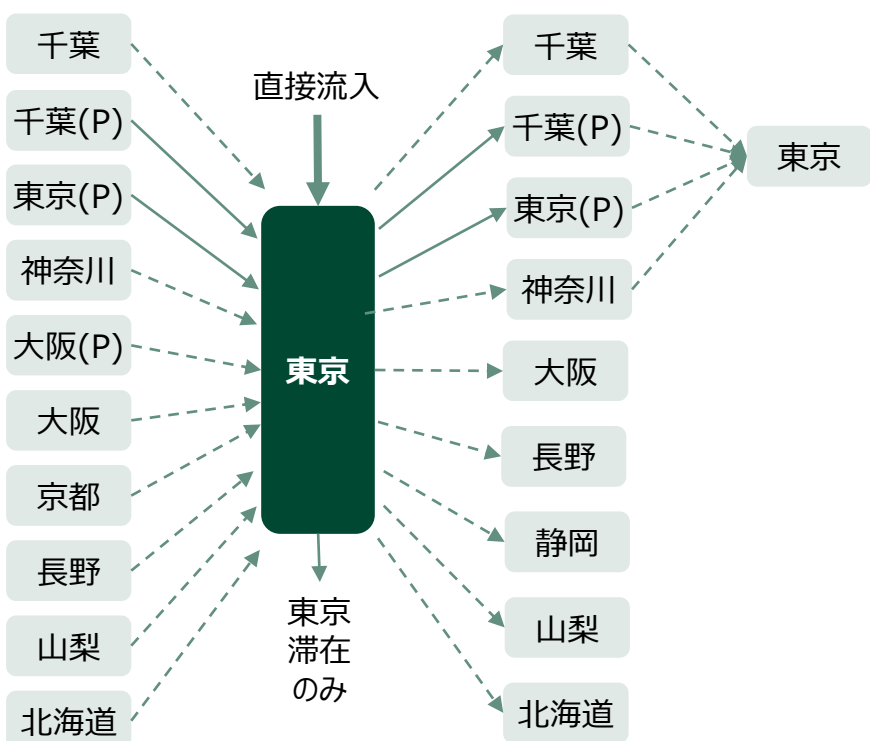 千葉
千葉(P)
東京(P)
神奈川
大阪(P)
大阪
京都
長野
山梨
北海道
直接流入
東京
東京
滞在
のみ
千葉
千葉(P)
東京(P)
神奈川
大阪
長野
静岡
山梨
北海道
東京